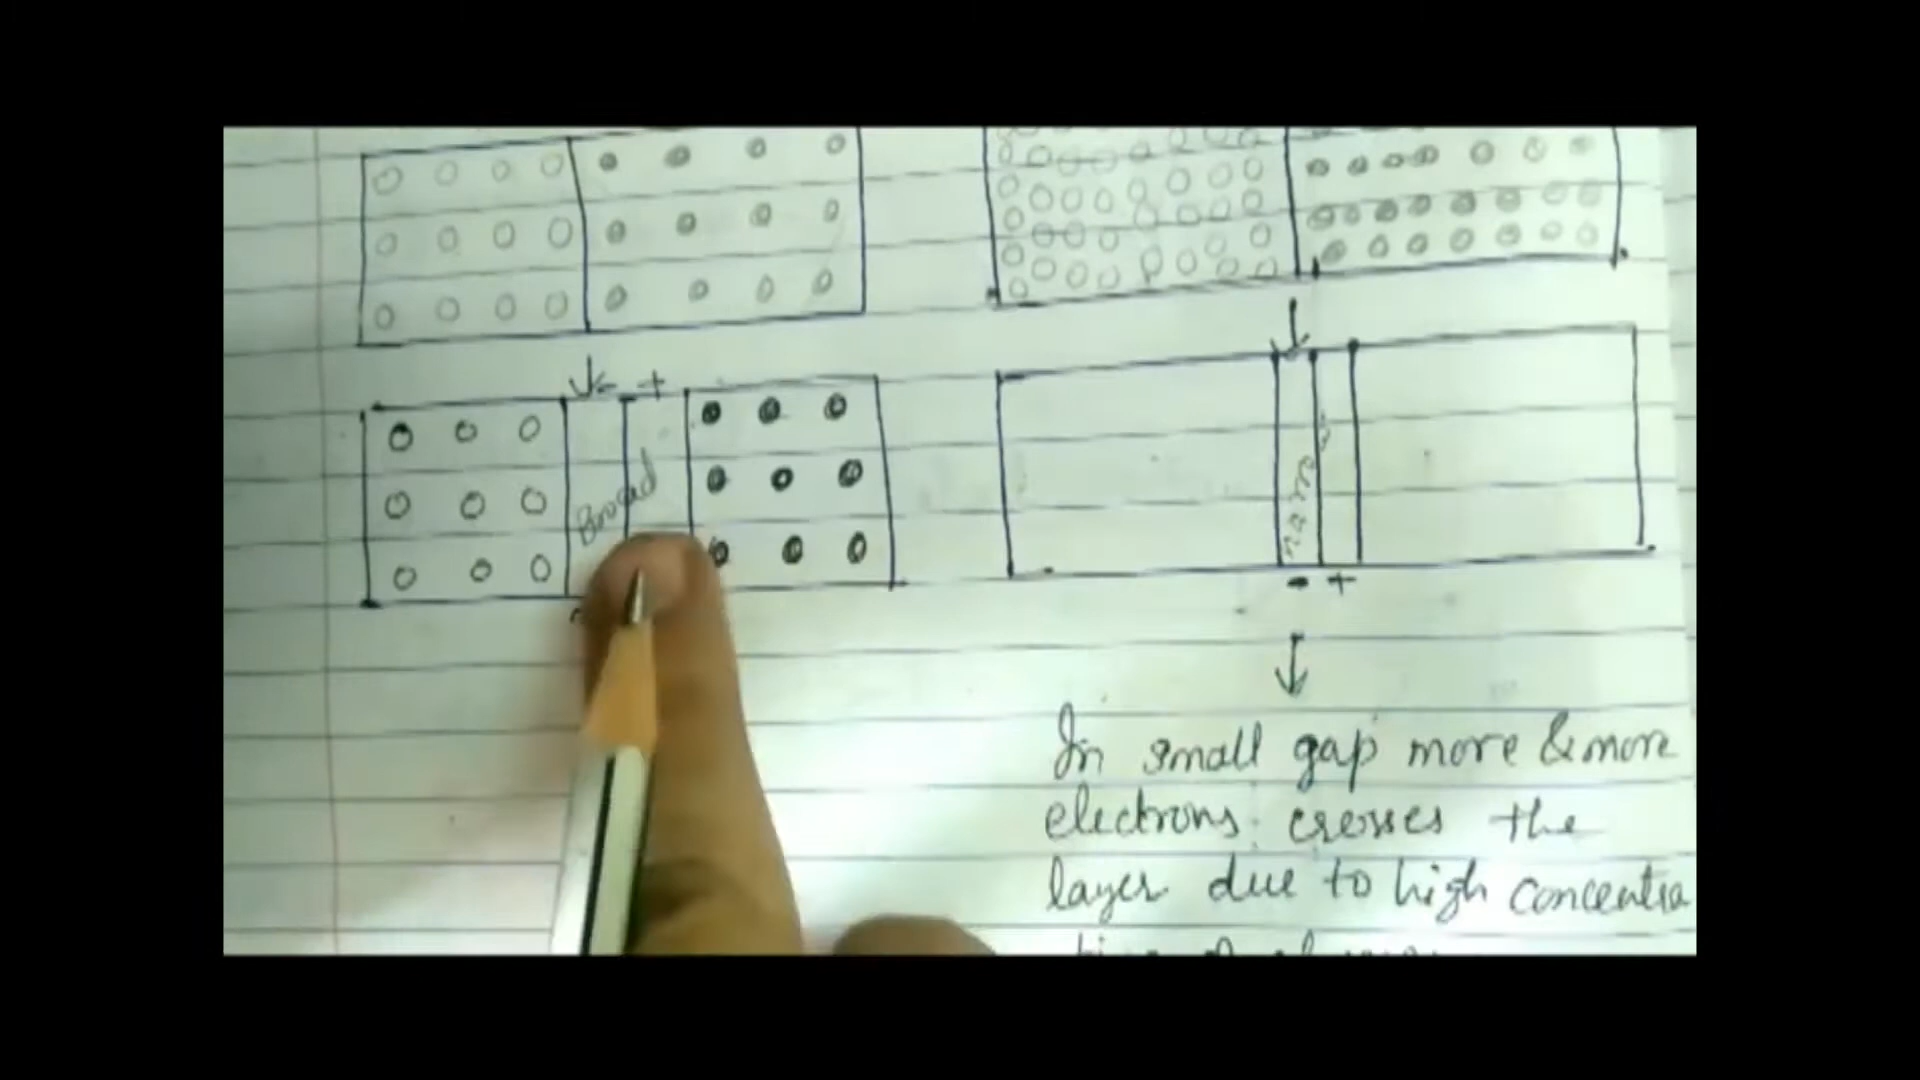 - +
Broad
narrow
- +
In small gap more & more
electrons crosses the
layer due to high concentra